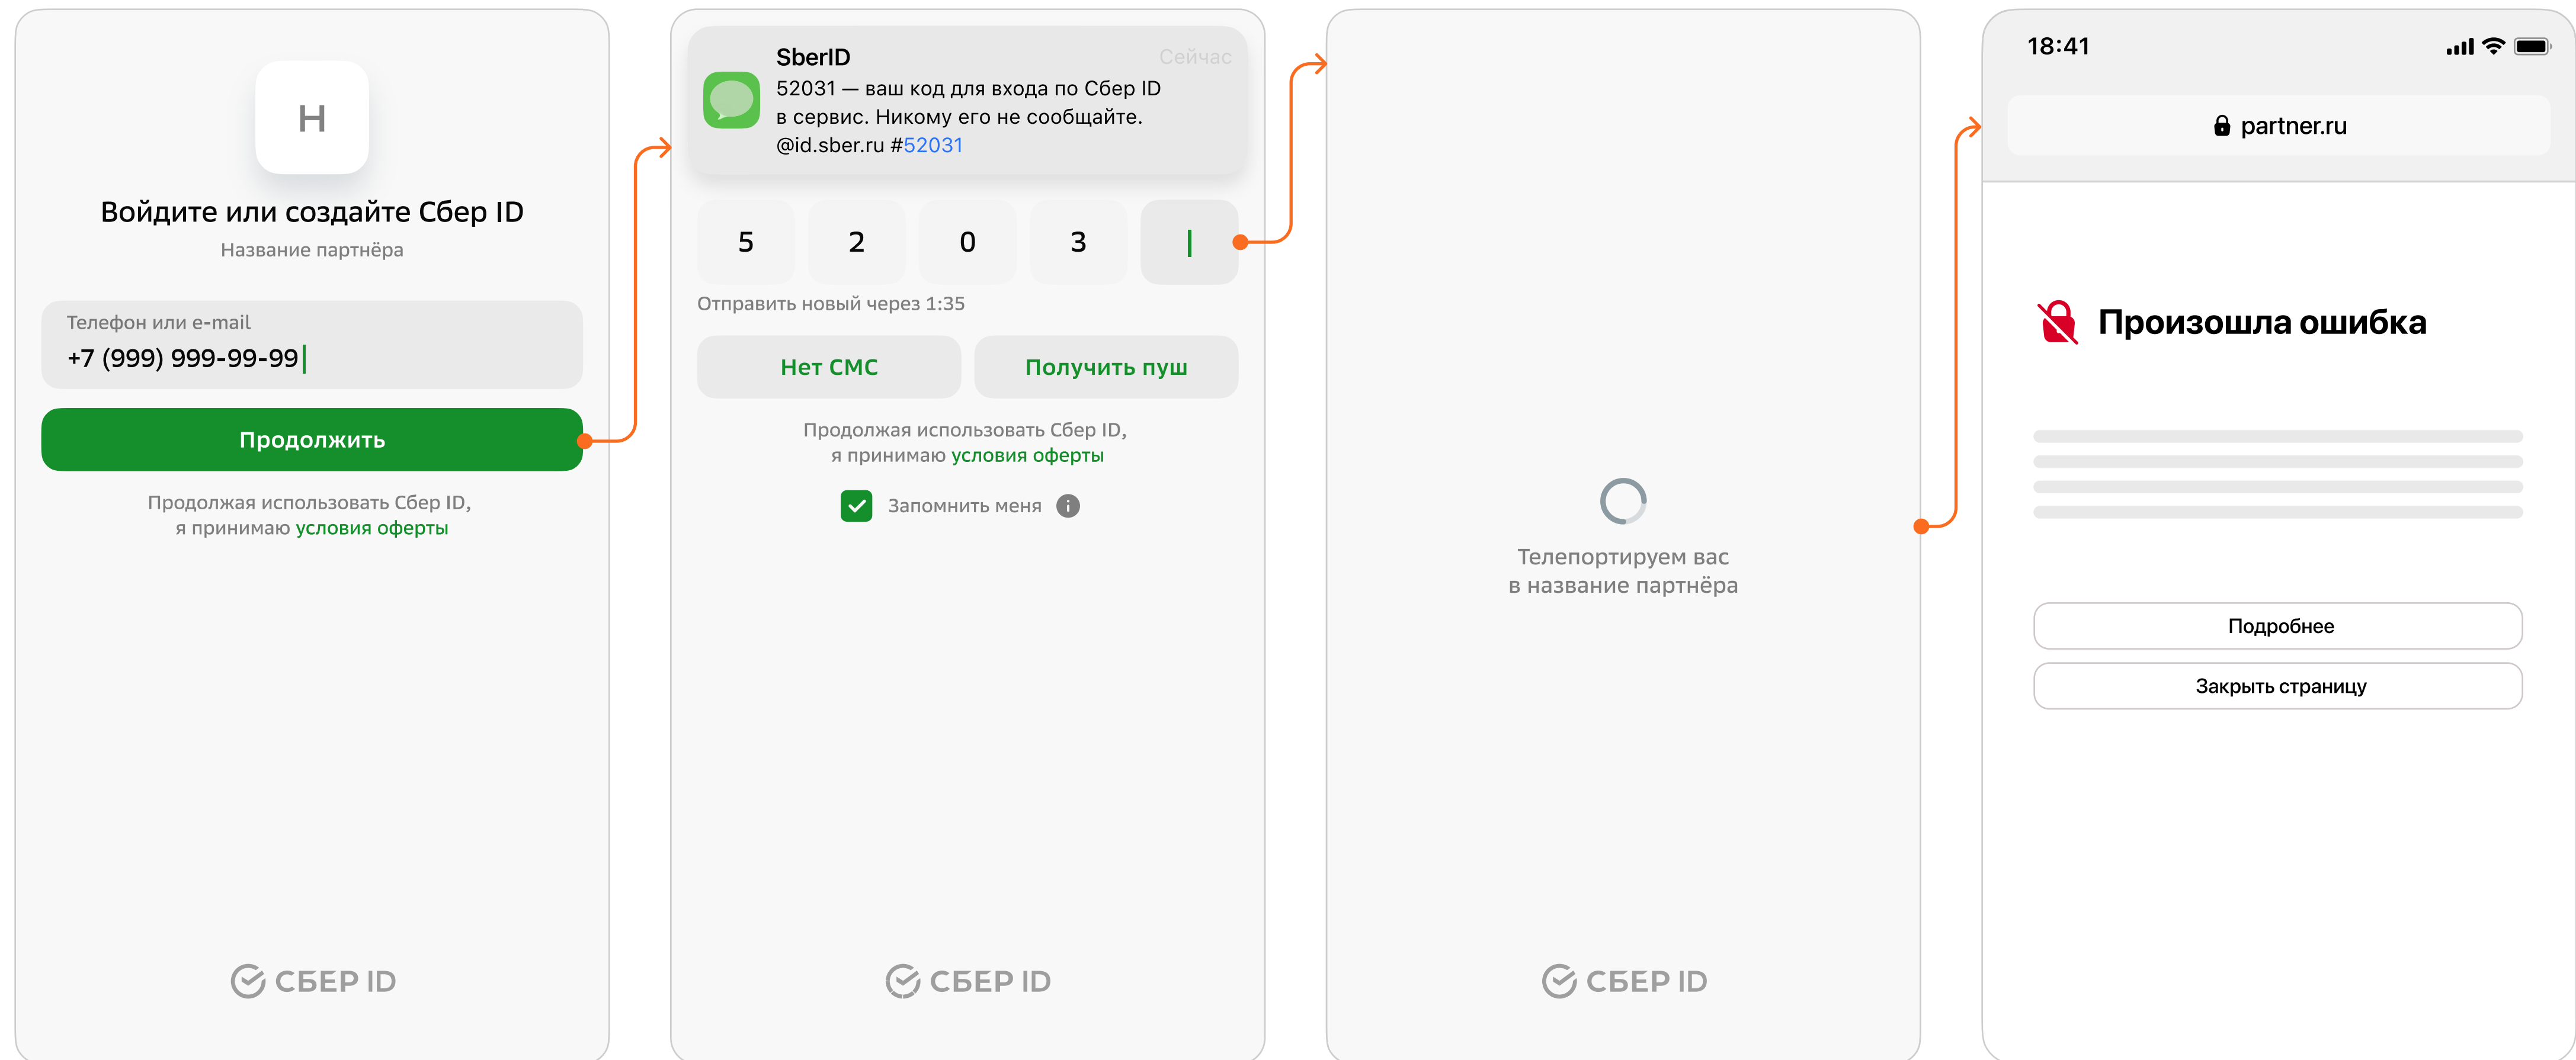 Н
Войдите или создайте Сбер ID
Название партнёра
Телефон или e-mail
+7 (999) 999-99-99
Продолжить
Продолжая использовать Сбер ID,
я принимаю условия оферты
СБЕР ID
SberID
Сейчас
52031 — ваш код для входа по Сбер ID
в сервис. Никому его не сообщайте.
@id.sber.ru #52031
5 2 0 3
Отправить новый через 1:35
Нет СМС
Получить пуш
Продолжая использовать Сбер ID,
я принимаю условия оферты
Запомнить меня
СБЕР ID
Телепортируем вас
в название партнёра
СБЕР ID
18:41
partner.ru
Произошла ошибка
Подробнее
Закрыть страницу